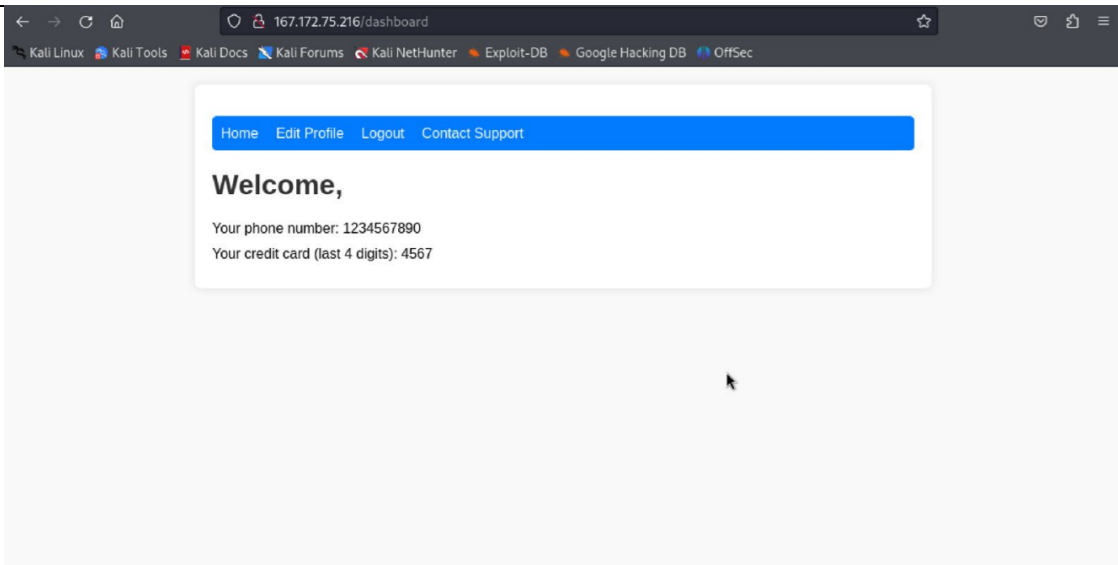 167.172.75.216/dashboard
Kali Linux Kali Tools Kali Docs Kali Forums Kali NetHunter Exploit-DB Google Hacking DB OffSec
Home Edit Profile Logout Contact Support
Welcome,
Your phone number: 1234567890
Your credit card (last 4 digits): 4567